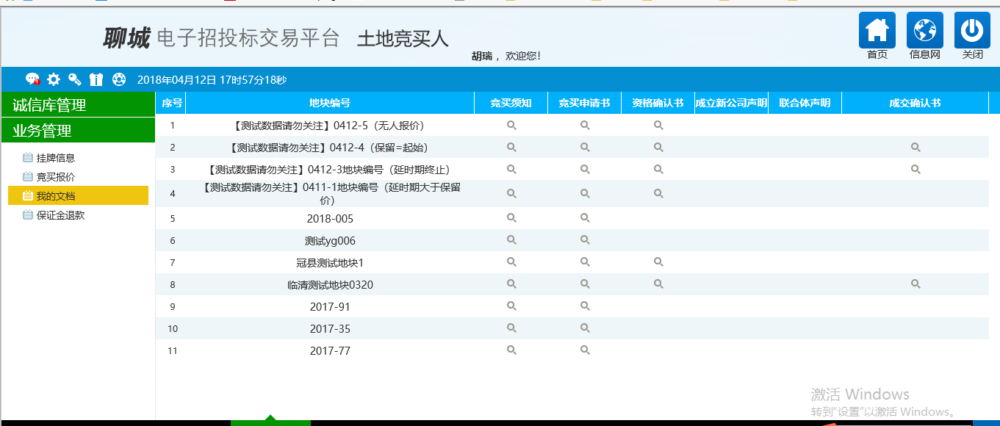 聊城 电子招投标交易平台 土地竞买人
胡瑞 ，欢迎您!
首页 信息网 关闭
2018年04月12日 17时57分18秒
诚信库管理
业务管理
挂牌信息
竞买报价
我的文档
保证金退款
序号 地块编号 竞买须知 竞买申请书 资格确认书 成立新公司声明 联合体声明 成交确认书
1 【测试数据请勿关注】0412-5（无人报价）
2 【测试数据请勿关注】0412-4（保留=起始）
3 【测试数据请勿关注】0412-3地块编号（延时期终止）
4 【测试数据请勿关注】0411-1地块编号（延时期大于保留
价）
5 2018-005
6 测试yg006
7 冠县测试地块1
8 临清测试地块0320
9 2017-91
10 2017-35
11 2017-77
激活 Windows
转到"设置"以激活 Windows。